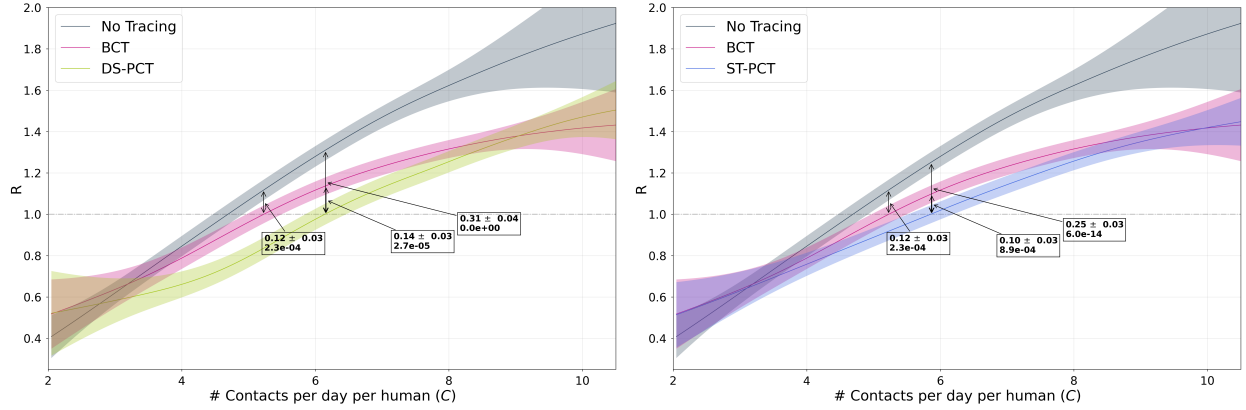 No Tracing
BCT
DS-PCT
R
2.0
1.8
1.6
1.4
1.2
1.0
0.8
0.6
0.4
0.31 ± 0.04
0.0e+00
0.14 ± 0.03
2.7e-05
0.12 ± 0.03
2.3e-04
2 4 6 8 10
# Contacts per day per human (C)
No Tracing
BCT
ST-PCT
R
2.0
1.8
1.6
1.4
1.2
1.0
0.8
0.6
0.4
0.25 ± 0.03
6.0e-14
0.12 ± 0.03
2.3e-04
0.10 ± 0.03
8.9e-04
2 4 6 8 10
# Contacts per day per human (C)